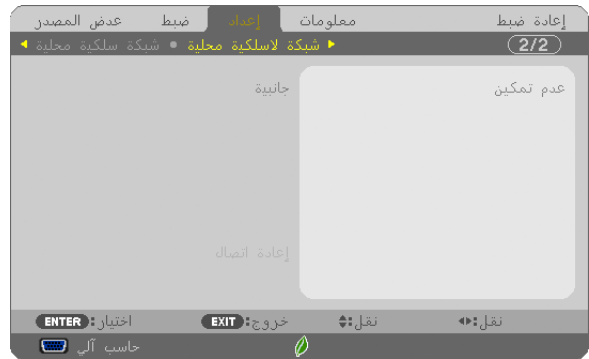 عدض المصدر ضبط إعداد معلومات إعادة ضبط
شبكة سلكية محلية • شبكة لاسلكية محلية 2/2
جانبية عدم تمكين
إعادة اتصال
ENTER: اختيار EXIT: خروج نقل: نقل:
حاسب آلي